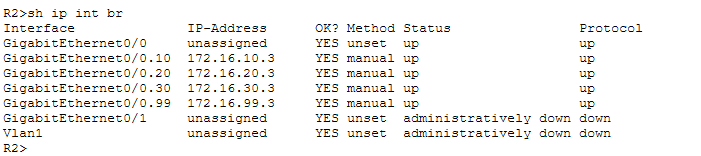 R2>sh ip int br
Interface              IP-Address      OK? Method Status                Protocol
GigabitEthernet0/0     unassigned      YES unset  up                    up
GigabitEthernet0/0.10  172.16.10.3     YES manual up                    up
GigabitEthernet0/0.20  172.16.20.3     YES manual up                    up
GigabitEthernet0/0.30  172.16.30.3     YES manual up                    up
GigabitEthernet0/0.99  172.16.99.3     YES manual up                    up
GigabitEthernet0/1     unassigned      YES unset  administratively down down
Vlan1                  unassigned      YES unset  administratively down down
R2>